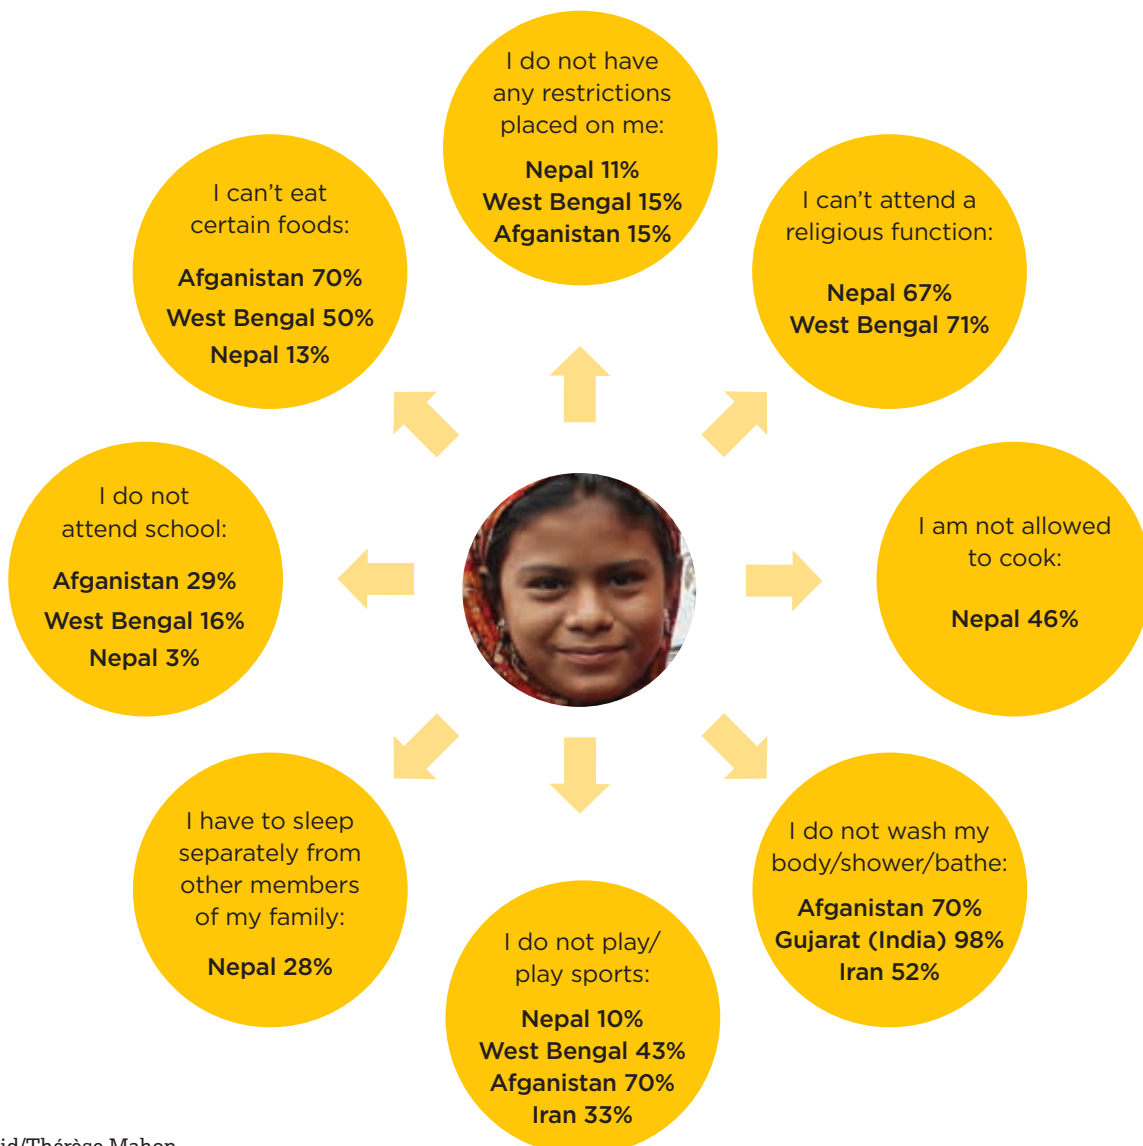 I do not have
any restrictions
placed on me:
Nepal 11%
West Bengal 15%
Afganistan 15%
I can't attend a
religious function:
Nepal 67%
West Bengal 71%
I am not allowed
to cook:
Nepal 46%
I do not wash my
body/shower/bathe:
Afganistan 70%
Gujarat (India) 98%
Iran 52%
I do not play/
play sports:
Nepal 10%
West Bengal 43%
Afganistan 70%
Iran 33%
I have to sleep
separately from
other members
of my family:
Nepal 28%
I do not
attend school:
Afganistan 29%
West Bengal 16%
Nepal 3%
I can't eat
certain foods:
Afganistan 70%
West Bengal 50%
Nepal 13%
id/Thérèse Mahon